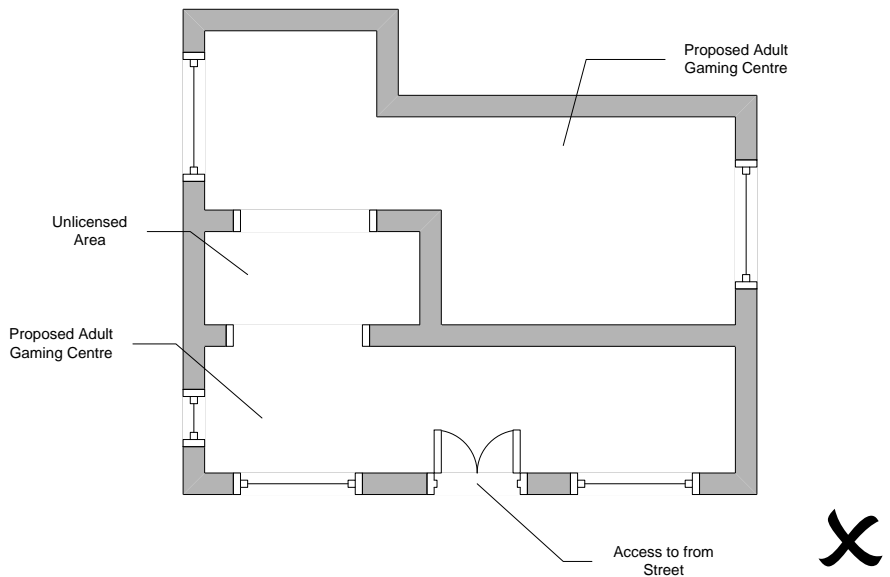 Proposed Adult
Gaming Centre
Unlicensed
Area
Proposed Adult
Gaming Centre
Access to from
Street